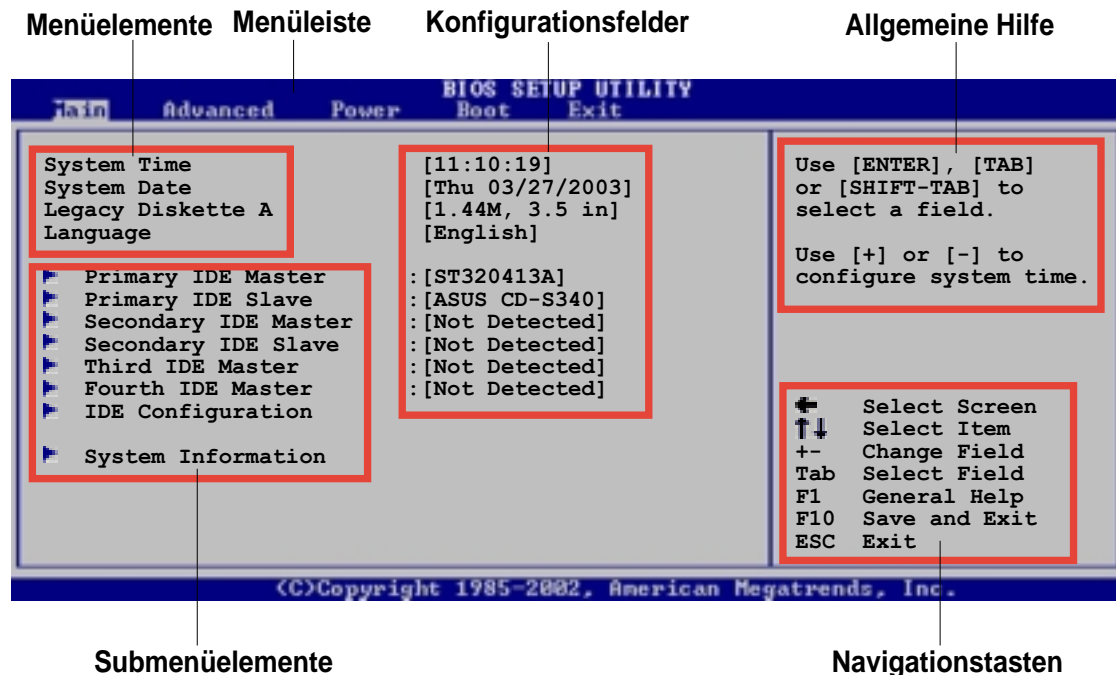 Menüelemente Menüleiste Konfigurationsfelder Allgemeine Hilfe
BIOS SETUP UTILITY
Main Advanced Power Boot Exit
System Time [11:10:19]
System Date [Thu 03/27/2003]
Legacy Diskette A [1.44M, 3.5 in]
Language [English]
Primary IDE Master :[ST320413A]
Primary IDE Slave :[ASUS CD-S340]
Secondary IDE Master :[Not Detected]
Secondary IDE Slave :[Not Detected]
Third IDE Master :[Not Detected]
Fourth IDE Master :[Not Detected]
IDE Configuration
System Information
Use [ENTER], [TAB]
or [SHIFT-TAB] to
select a field.
Use [+] or [-] to
configure system time.
← Select Screen
↑↓ Select Item
+- Change Field
Tab Select Field
F1 General Help
F10 Save and Exit
ESC Exit
(C)Copyright 1985-2002, American Megatrends, Inc.
Submenüelemente Navigationstasten